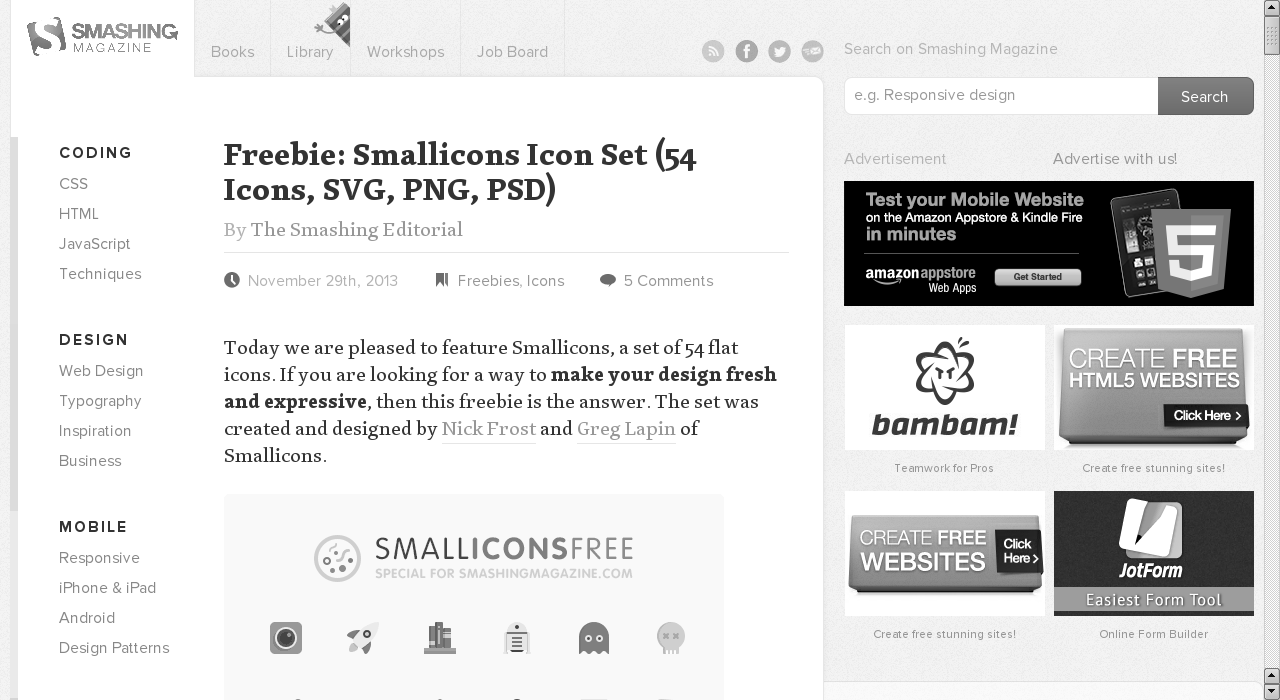 SMASHING
MAGAZINE
Books
Library
Workshops
Job Board
Search on Smashing Magazine
e.g. Responsive design
Search
CODING
CSS
HTML
JavaScript
Techniques
DESIGN
Web Design
Typography
Inspiration
Business
MOBILE
Responsive
iPhone & iPad
Android
Design Patterns
Freebie: Smallicons Icon Set (54
Icons, SVG, PNG, PSD)
By The Smashing Editorial
November 29th, 2013
Freebies, Icons
5 Comments
Today we are pleased to feature Smallicons, a set of 54 flat
icons. If you are looking for a way to make your design fresh
and expressive, then this freebie is the answer. The set was
created and designed by Nick Frost and Greg Lapin of
Smallicons.
SMALLICONSFREE
SPECIAL FOR SMASHINGMAGAZINE.COM
Advertisement
Advertise with us!
Test your Mobile Website
on the Amazon Appstore & Kindle Fire
in minutes
amazon appstore
Web Apps
Get Started
5
bambam!
Teamwork for Pros
CREATE FREE
HTML5 WEBSITES
Click Here >
Create free stunning sites!
CREATE FREE
WEBSITES
Click
Here >
Create free stunning sites!
JotForm
Easiest Form Tool
Online Form Builder